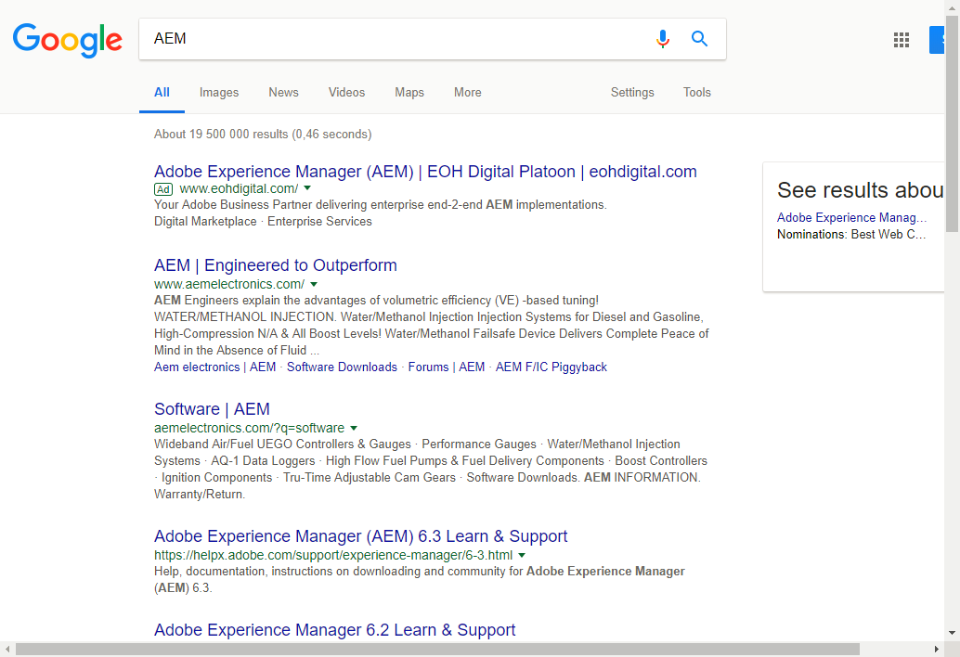 Google
AEM
All Images News Videos Maps More Settings Tools
About 19 500 000 results (0,46 seconds)
Adobe Experience Manager (AEM) | EOH Digital Platoon | eohdigital.com
Ad www.eohdigital.com/
Your Adobe Business Partner delivering enterprise end-2-end AEM implementations.
Digital Marketplace · Enterprise Services
AEM | Engineered to Outperform
www.aemelectronics.com/
AEM Engineers explain the advantages of volumetric efficiency (VE) -based tuning!
WATER/METHANOL INJECTION. Water/Methanol Injection Injection Systems for Diesel and Gasoline,
High-Compression N/A & All Boost Levels! Water/Methanol Failsafe Device Delivers Complete Peace of
Mind in the Absence of Fluid ...
Aem electronics | AEM · Software Downloads · Forums | AEM · AEM F/IC Piggyback
Software | AEM
aemelectronics.com/?q=software
Wideband Air/Fuel UEGO Controllers & Gauges · Performance Gauges · Water/Methanol Injection
Systems · AQ-1 Data Loggers · High Flow Fuel Pumps & Fuel Delivery Components · Boost Controllers
· Ignition Components · Tru-Time Adjustable Cam Gears · Software Downloads. AEM INFORMATION.
Warranty/Return.
Adobe Experience Manager (AEM) 6.3 Learn & Support
https://helpx.adobe.com/support/experience-manager/6-3.html
Help, documentation, instructions on downloading and community for Adobe Experience Manager
(AEM) 6.3.
Adobe Experience Manager 6.2 Learn & Support
See results abou
Adobe Experience Manag...
Nominations: Best Web C...